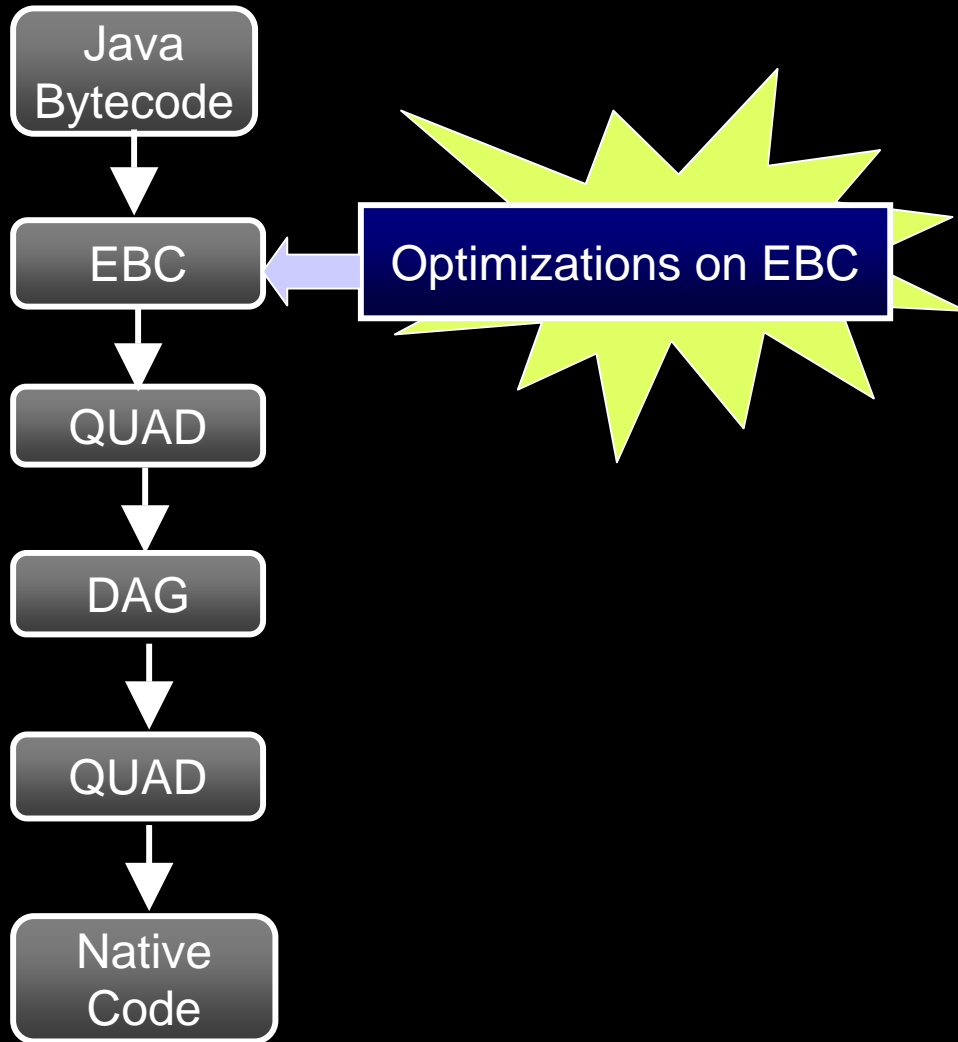 Java
Bytecode
EBC
Optimizations on EBC
QUAD
DAG
QUAD
Native
Code